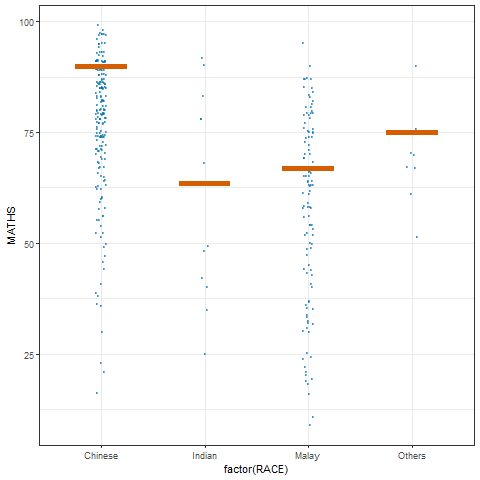 100
75
50
25
MATHS
Chinese
Indian
Malay
Others
factor(RACE)